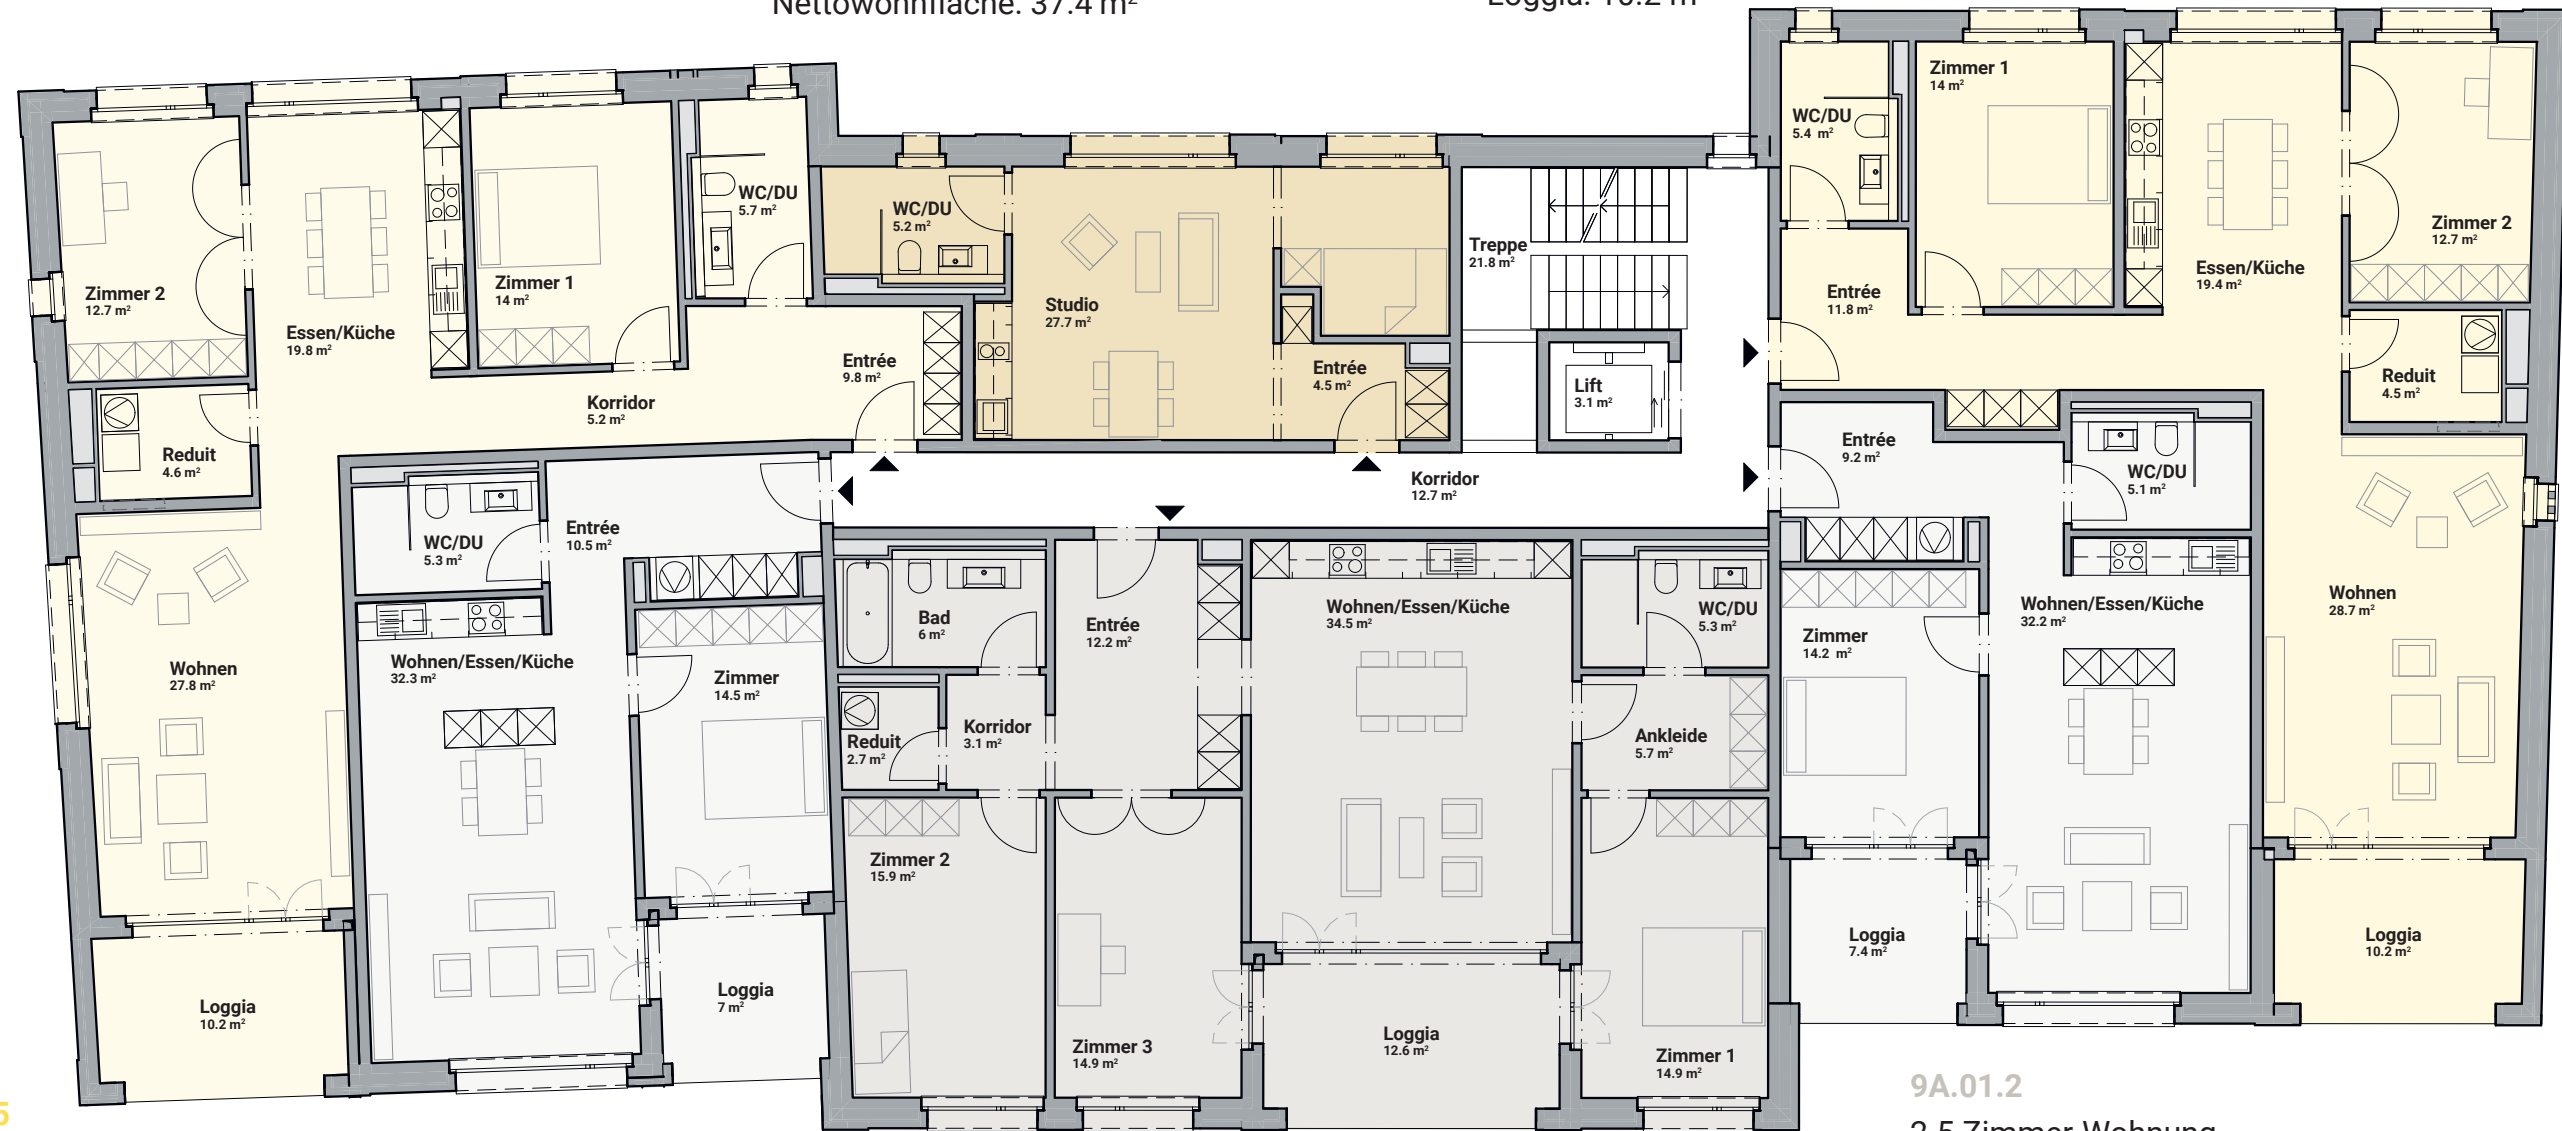 Nettowohnfläche: 37.4 m²
Loggia: 10.2 m²
Zimmer 2
12.7 m²
Essen/Küche
19.8 m²
Zimmer 1
14 m²
WC/DU
5.7 m²
Reduit
4.6 m²
Korridor
5.2 m²
Entrée
9.8 m²
Wohnen
27.8 m²
Loggia
10.2 m²
WC/DU
5.2 m²
Studio
27.7 m²
Entrée
4.5 m²
Treppe
21.8 m²
Lift
3.1 m²
Korridor
12.7 m²
WC/DU
5.4 m²
Zimmer 1
14 m²
Entrée
11.8 m²
Essen/Küche
19.4 m²
Zimmer 2
12.7 m²
Reduit
4.5 m²
Wohnen
28.7 m²
Loggia
10.2 m²
WC/DU
5.3 m²
Entrée
10.5 m²
Wohnen/Essen/Küche
32.3 m²
Zimmer
14.5 m²
Loggia
7 m²
Bad
6 m²
Entrée
12.2 m²
Reduit
2.7 m²
Korridor
3.1 m²
Zimmer 2
15.9 m²
Zimmer 3
14.9 m²
Wohnen/Essen/Küche
34.5 m²
WC/DU
5.3 m²
Ankleide
5.7 m²
Zimmer 1
14.9 m²
Loggia
12.6 m²
Entrée
9.2 m²
WC/DU
5.1 m²
Wohnen/Essen/Küche
32.2 m²
Zimmer
14.2 m²
Loggia
7.4 m²
9A.01.2
2.5 Zimmer-Wohnung
5